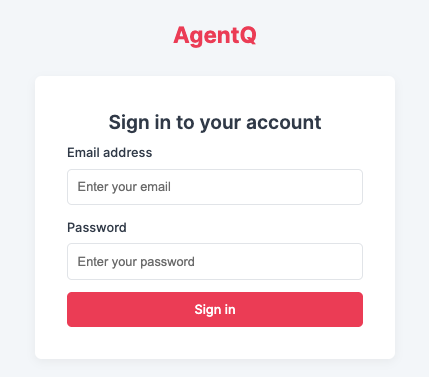 AgentQ
Sign in to your account
Email address
Enter your email
Password
Enter your password
Sign in